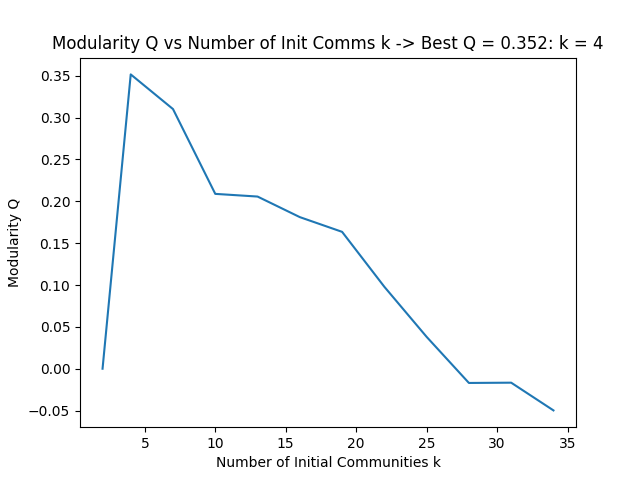 Modularity Q vs Number of Init Comms k -> Best Q = 0.352: k = 4
0.35
0.30
0.25
0.20
0.15
0.10
0.05
0.00
−0.05
Modularity Q
5 10 15 20 25 30 35
Number of Initial Communities k